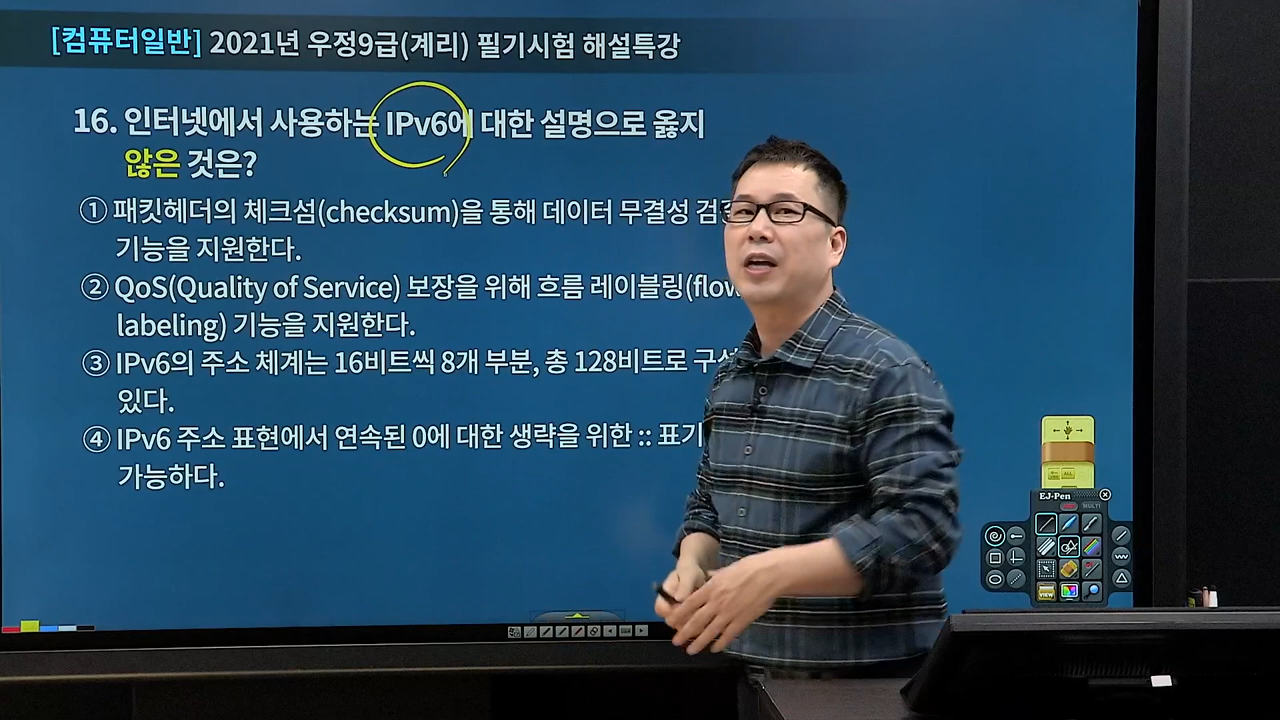 [컴퓨터일반] 2021년 우정9급(계리) 필기시험 해설특강
16. 인터넷에서 사용하는 IPv6에 대한 설명으로 옳지
않은 것은?
① 패킷헤더의 체크섬(checksum)을 통해 데이터 무결성
기능을 지원한다.
② QoS(Quality of Service) 보장을 위해 흐름 레이블링(flow
labeling) 기능을 지원한다.
③ IPv6의 주소 체계는 16비트씩 8개 부분, 총 128비트로
있다.
④ IPv6 주소 표현에서 연속된 0에 대한 생략을 위한 :: 표기
가능하다.
EJ-Pen
MULTI
ALL
VIEW